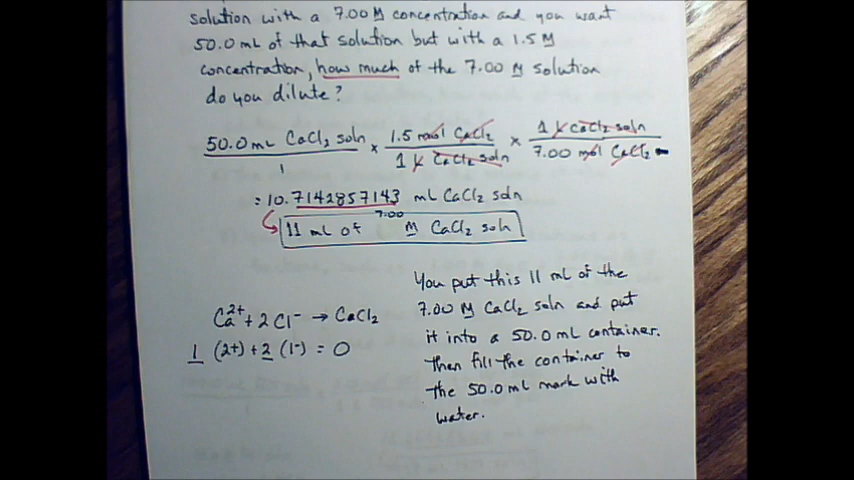 solution with a 7.00 M concentration and you want
50.0 mL of that solution but with a 1.5 M
concentration, how much of the 7.00 M solution
do you dilute?
50.0 mL CaCl₂ soln / 1 × 1.5 mol CaCl₂ / 1 L CaCl₂ soln × 1 L CaCl₂ soln / 7.00 mol CaCl₂
= 10.7142857143 mL CaCl₂ soln
11 mL of 7.00 M CaCl₂ soln
Ca²⁺ + 2 Cl⁻ → CaCl₂
1 (2+) + 2 (1-) = 0
You put this 11 ml of the
7.00 M CaCl₂ soln and put
it into a 50.0 mL container.
Then fill the container to
the 50.0 mL mark with
water.